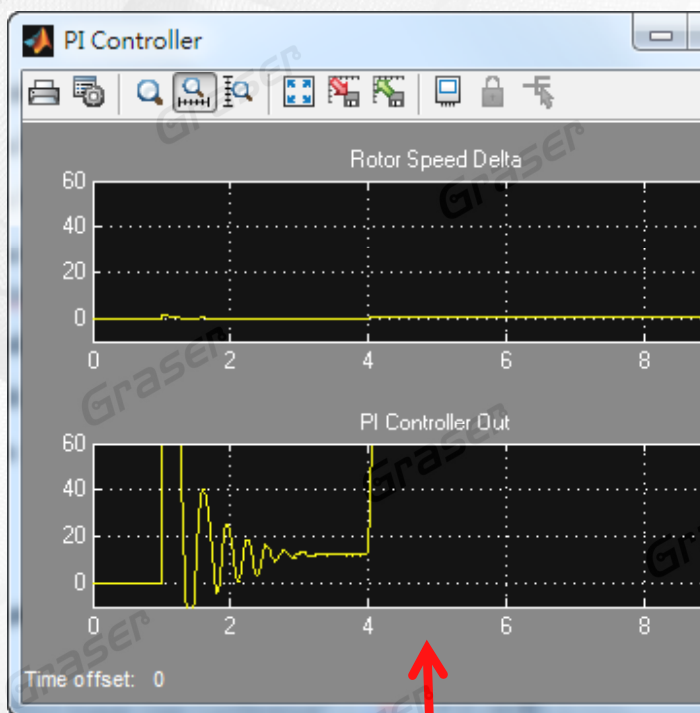 PI Controller
Graser
Rotor Speed Delta
Graser
60
40
20
0
0 2 4 6 8
Graser
PI Controller Out
Graser
60
40
20
0
0 2 4 6 8
Graser
Time offset: 0